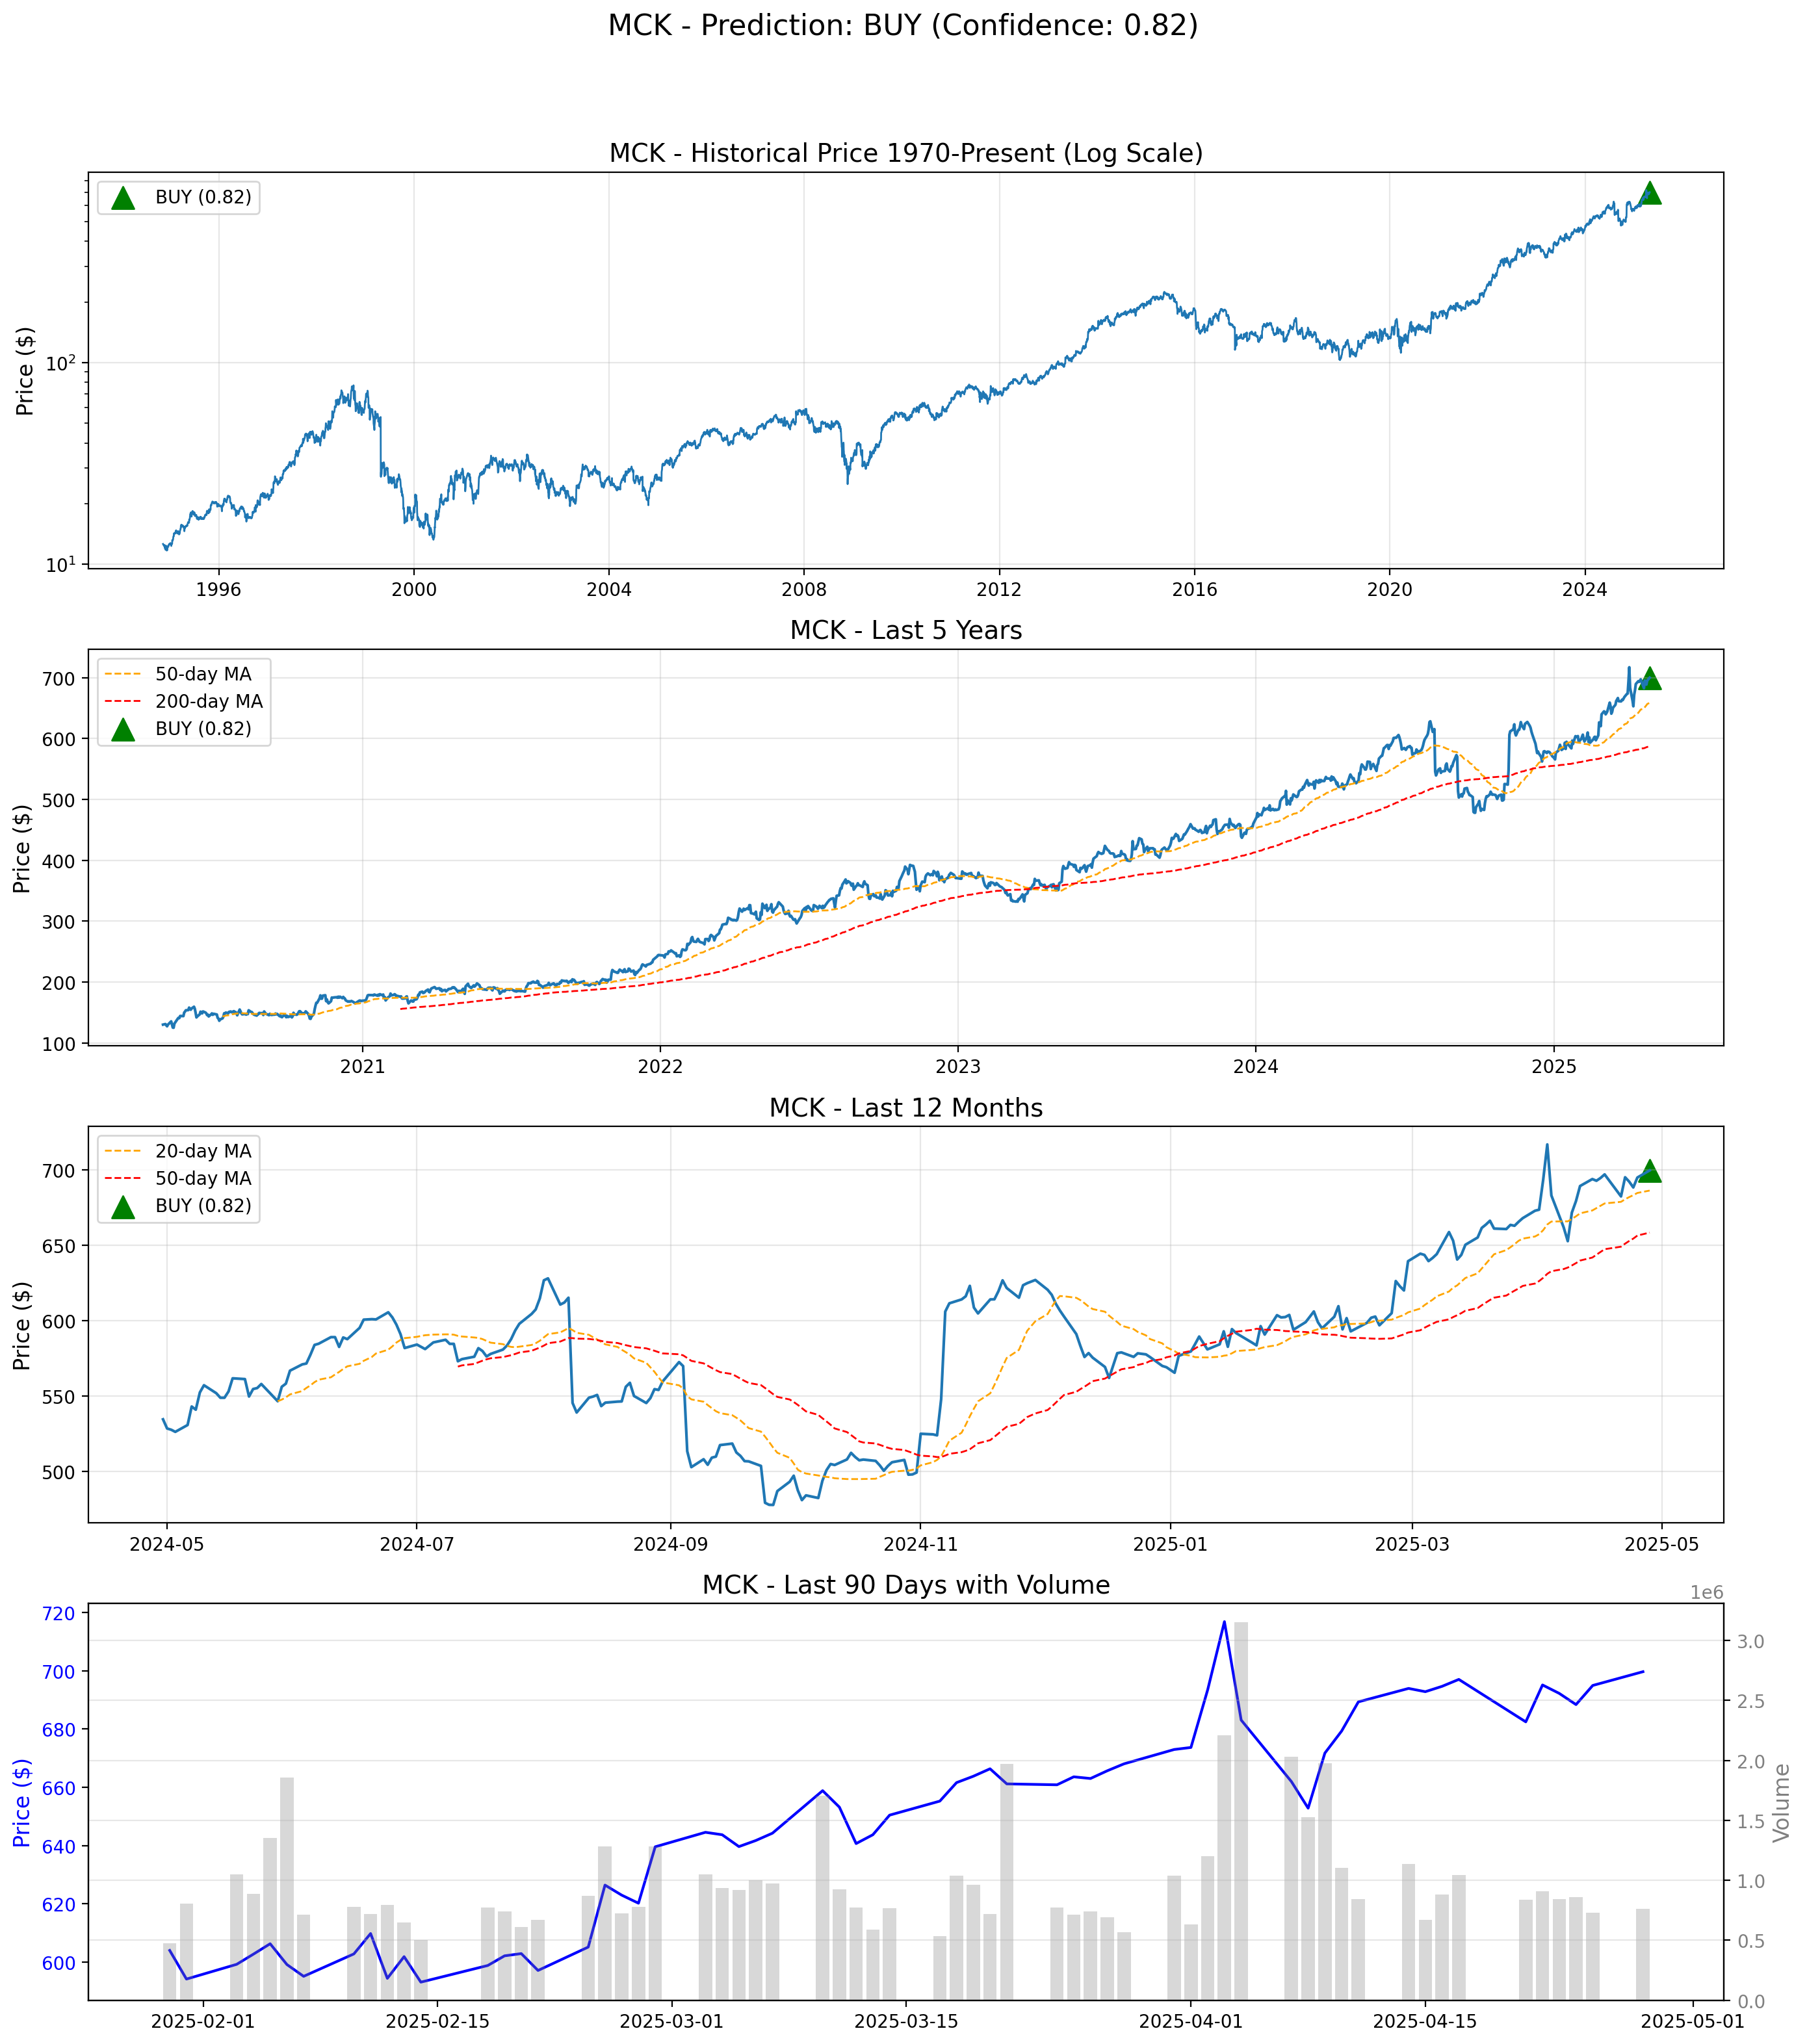 MCK - Prediction: BUY (Confidence: 0.82)
MCK - Historical Price 1970-Present (Log Scale)
BUY (0.82)
Price ($)
10²
10¹
1996 2000 2004 2008 2012 2016 2020 2024
MCK - Last 5 Years
50-day MA
200-day MA
BUY (0.82)
Price ($)
700
600
500
400
300
200
100
2021 2022 2023 2024 2025
MCK - Last 12 Months
20-day MA
50-day MA
BUY (0.82)
Price ($)
700
650
600
550
500
2024-05 2024-07 2024-09 2024-11 2025-01 2025-03 2025-05
MCK - Last 90 Days with Volume
1e6
Price ($)
720
700
680
660
640
620
600
3.0
2.5
2.0
1.5
1.0
0.5
0.0
Volume
2025-02-01 2025-02-15 2025-03-01 2025-03-15 2025-04-01 2025-04-15 2025-05-01